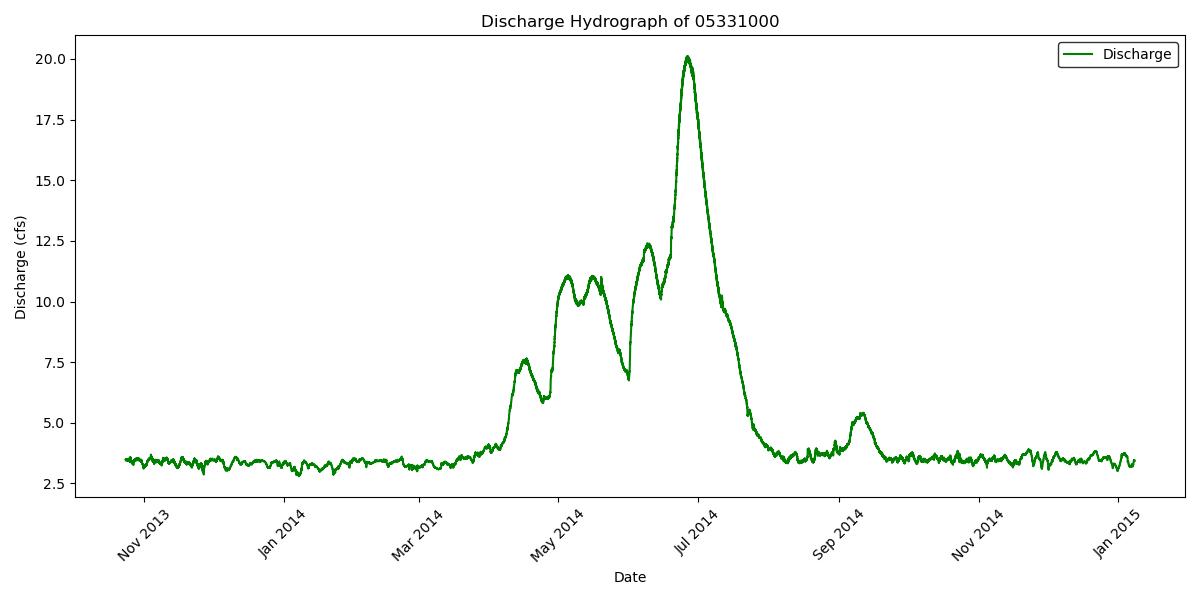 Discharge Hydrograph of 05331000
Discharge
Discharge (cfs)
20.0
17.5
15.0
12.5
10.0
7.5
5.0
2.5
Nov 2013
Jan 2014
Mar 2014
May 2014
Jul 2014
Sep 2014
Nov 2014
Jan 2015
Date